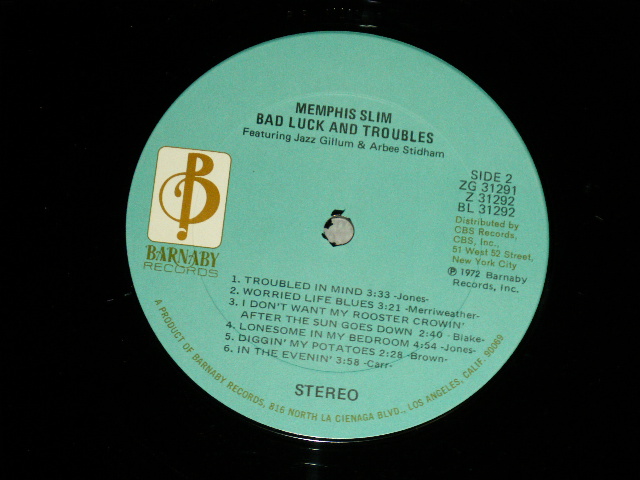 MEMPHIS SLIM
BAD LUCK AND TROUBLES
Featuring Jazz Gillum & Arbee Stidham
SIDE 2
ZG 31291
Z 31292
BL 31292
Distributed by
CBS Records,
CBS, Inc.,
51 West 52 Street,
New York City
℗ 1972 Barnaby
Records, Inc.
B
BARNABY
RECORDS
1. TROUBLED IN MIND 3:33 -Jones-
2. WORRIED LIFE BLUES 3:21 -Merriweather-
3. I DON'T WANT MY ROOSTER CROWIN'
AFTER THE SUN GOES DOWN 2:40 Blake-
4. LONESOME IN MY BEDROOM 4:54 -Jones-
5. DIGGIN' MY POTATOES 2:28 -Brown-
6. IN THE EVENIN' 3:58 -Carr-
STEREO
A PRODUCT OF BARNABY RECORDS, 816 NORTH LA CIENAGA BLVD., LOS ANGELES, CALIF. 90069